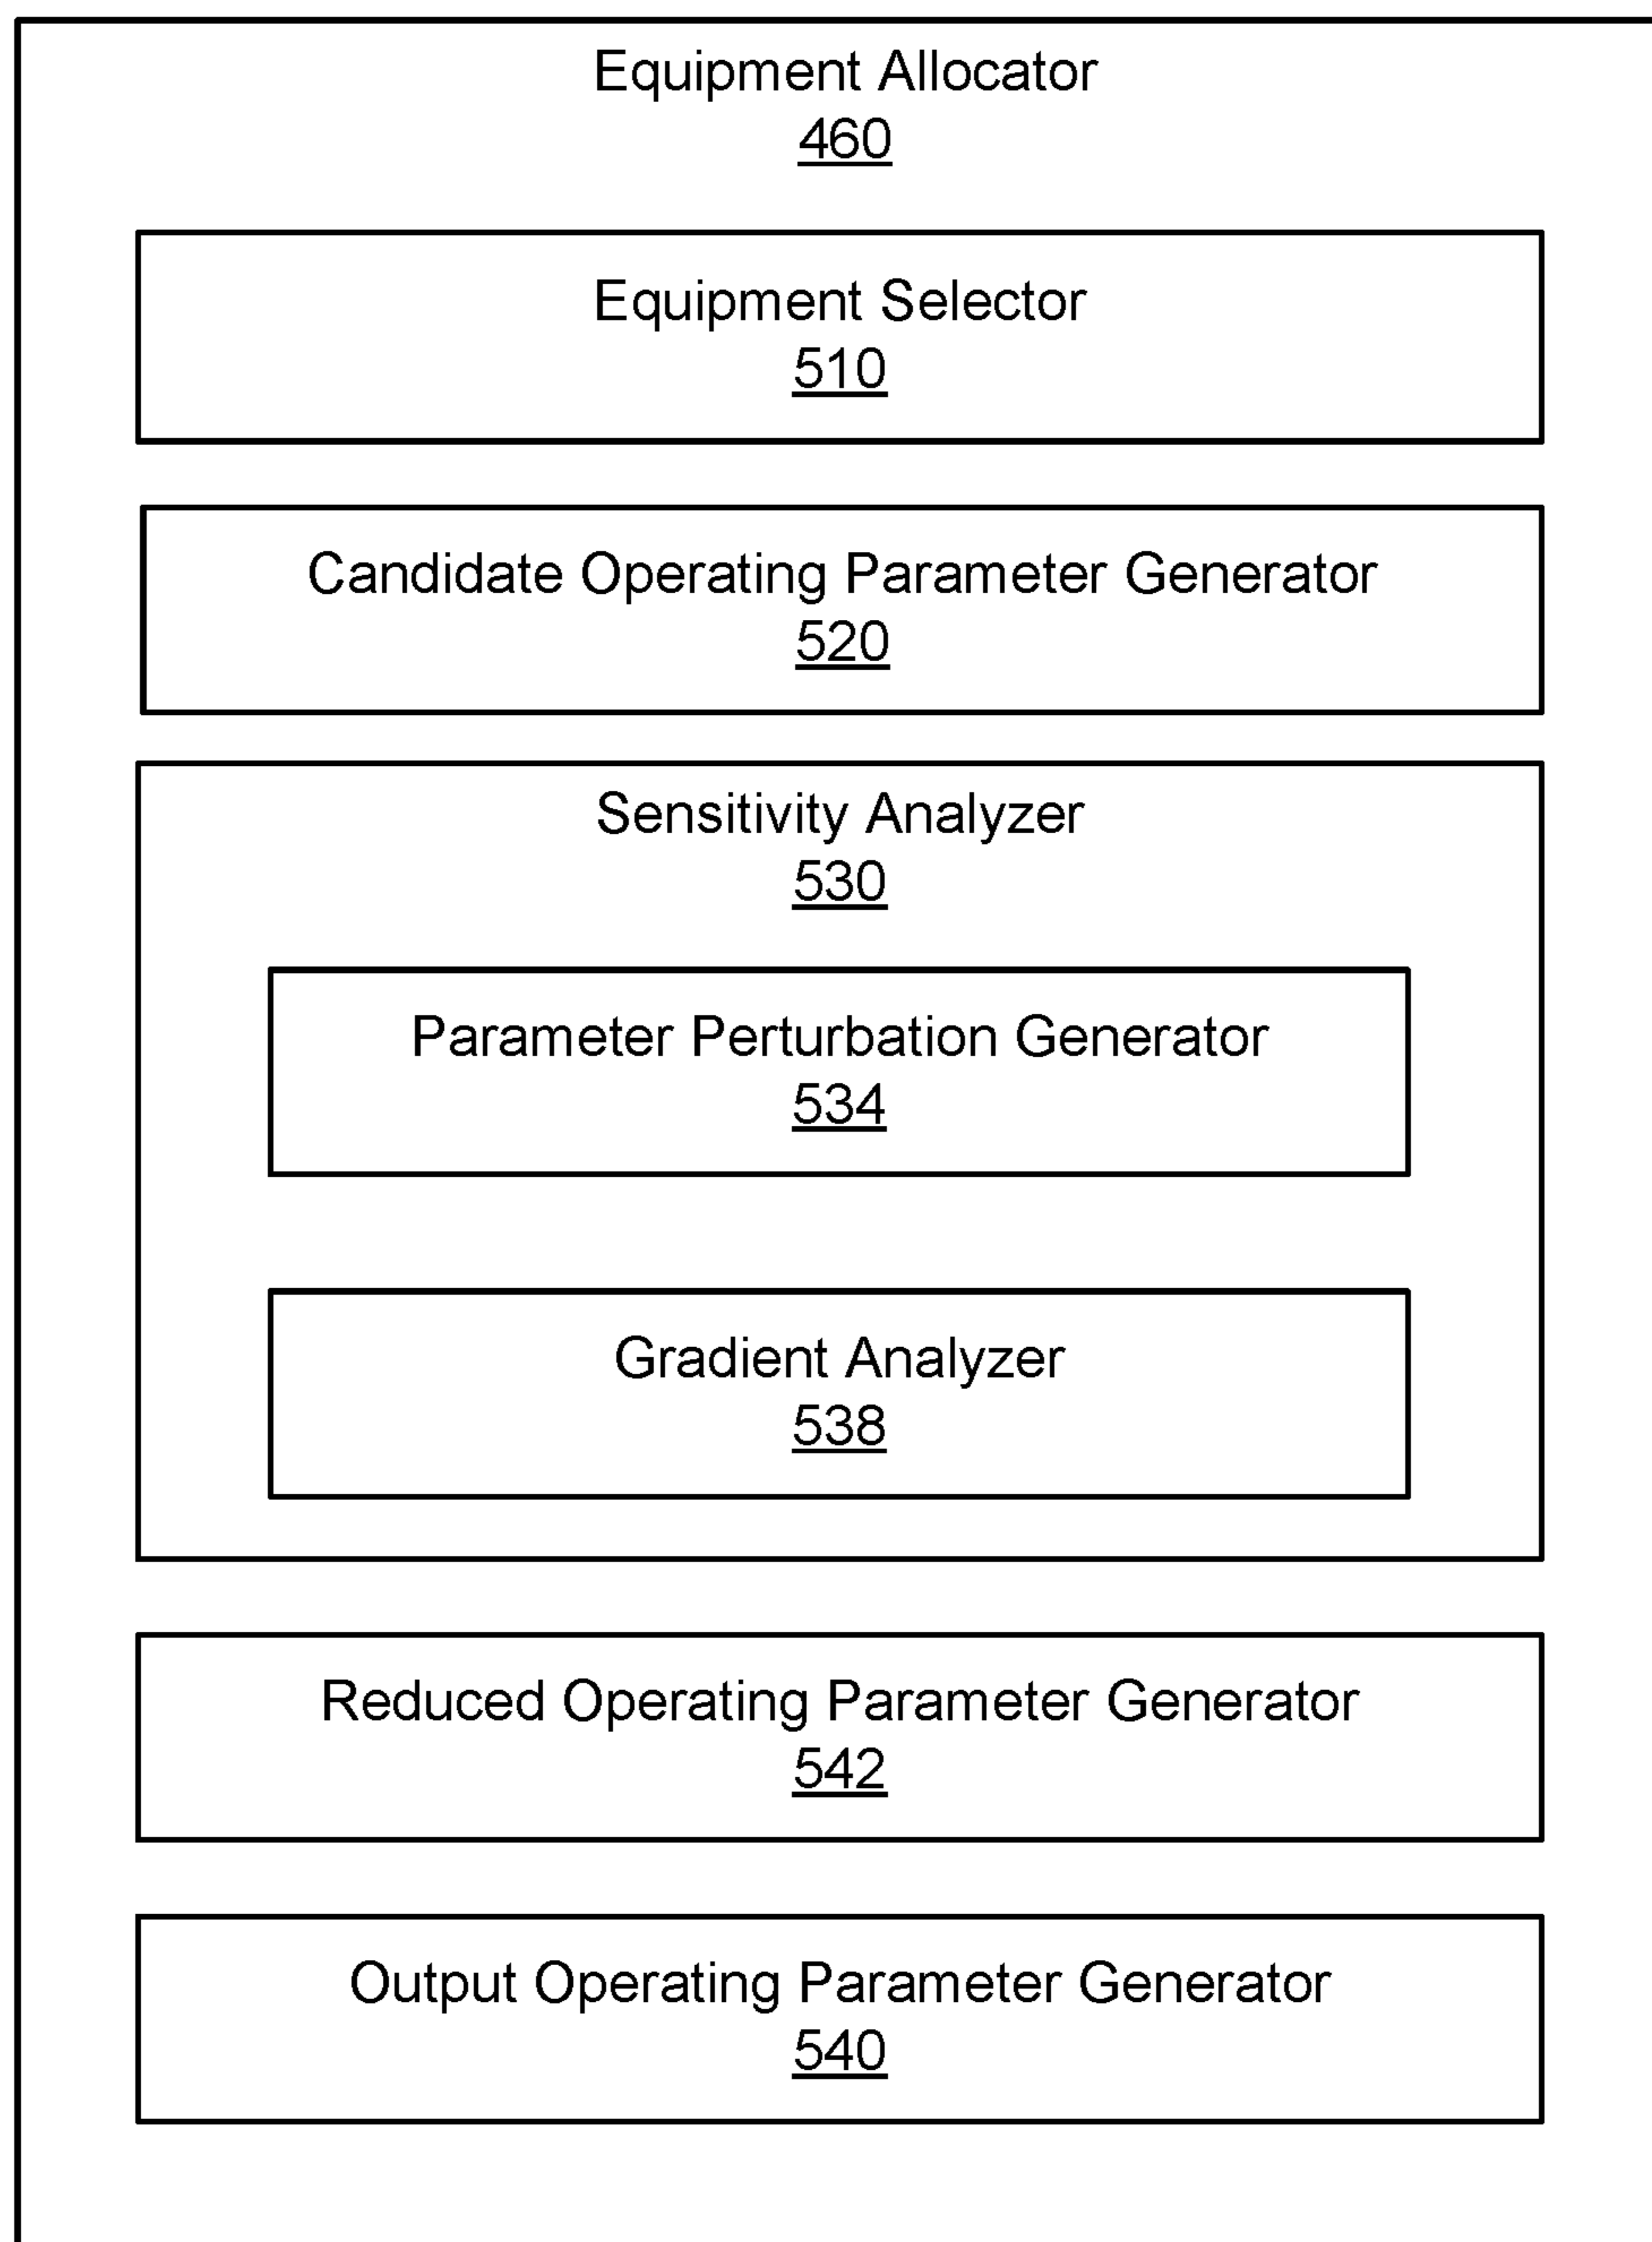 Equipment Allocator
460
Equipment Selector
510
Candidate Operating Parameter Generator
520
Sensitivity Analyzer
530
Parameter Perturbation Generator
534
Gradient Analyzer
538
Reduced Operating Parameter Generator
542
Output Operating Parameter Generator
540